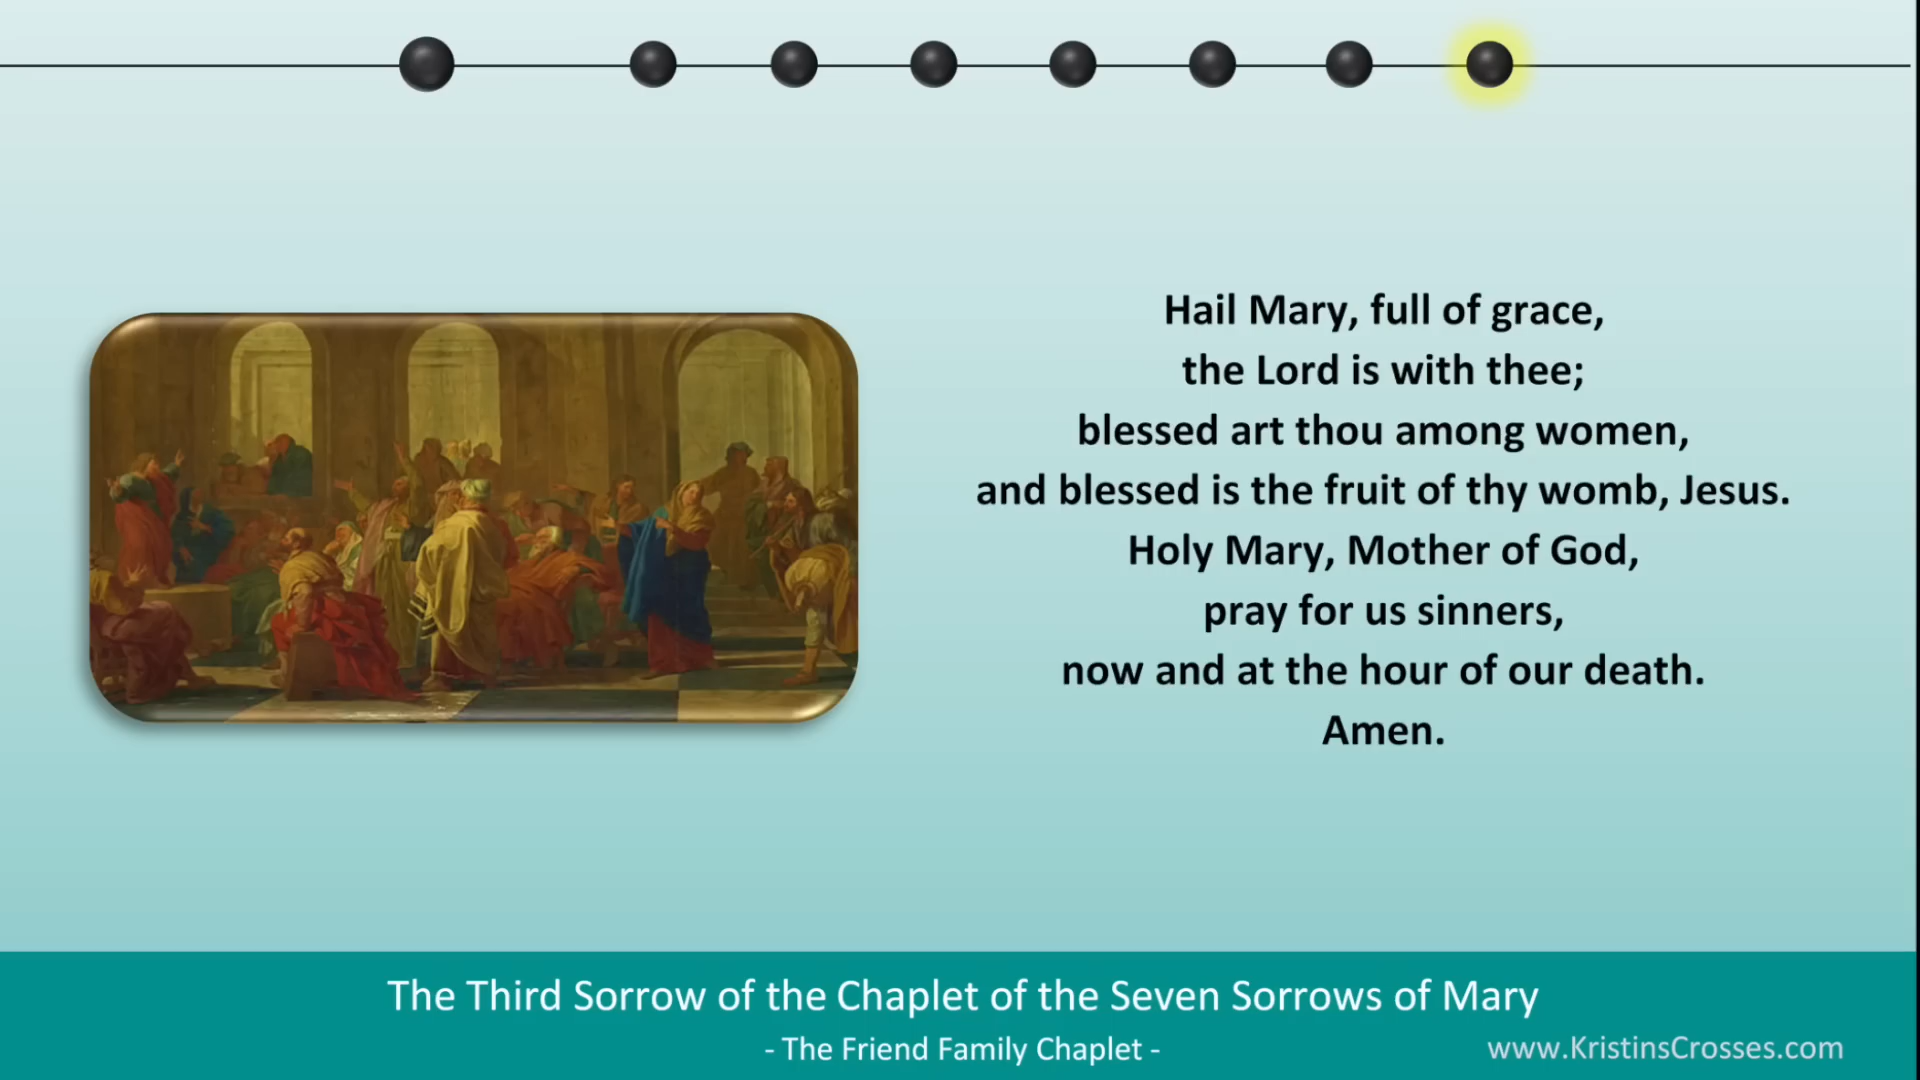 Hail Mary, full of grace,
the Lord is with thee;
blessed art thou among women,
and blessed is the fruit of thy womb, Jesus.
Holy Mary, Mother of God,
pray for us sinners,
now and at the hour of our death.
Amen.
The Third Sorrow of the Chaplet of the Seven Sorrows of Mary
- The Friend Family Chaplet -
www.KristinsCrosses.com